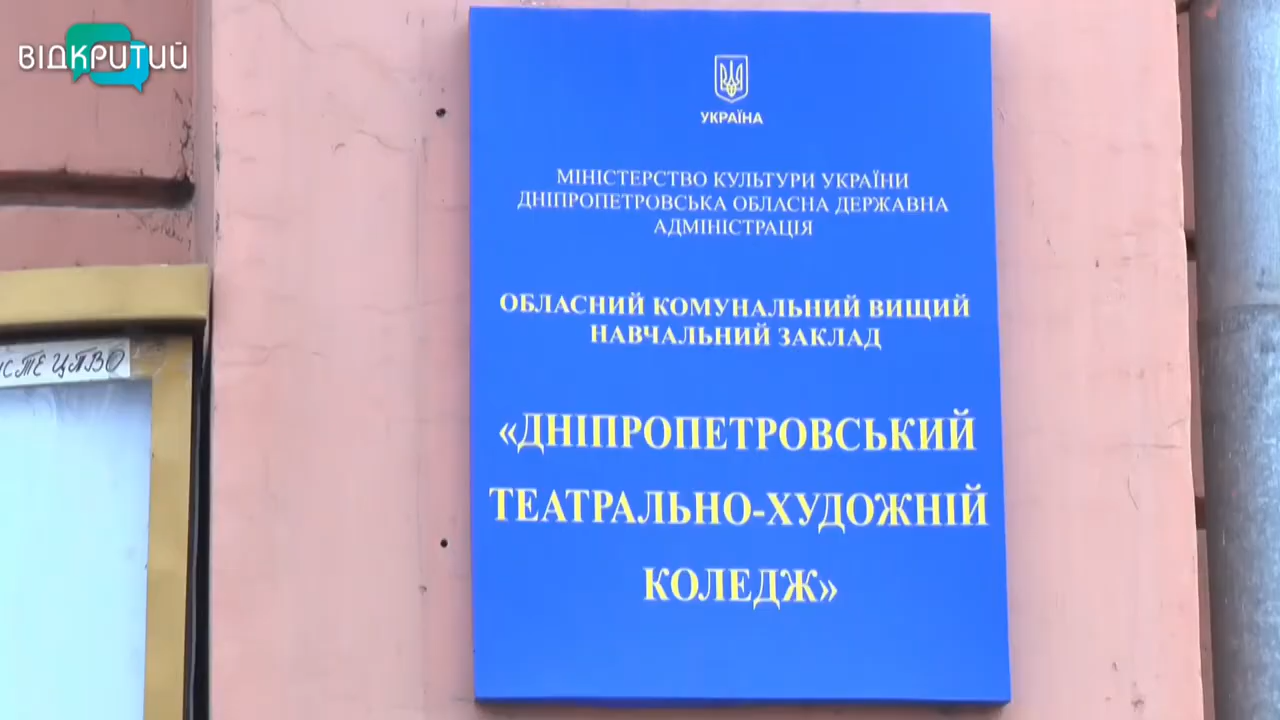 ВІДКРИТИЙ
УКРАЇНА
МІНІСТЕРСТВО КУЛЬТУРИ УКРАЇНИ
ДНІПРОПЕТРОВСЬКА ОБЛАСНА ДЕРЖАВНА
АДМІНІСТРАЦІЯ
ОБЛАСНИЙ КОМУНАЛЬНИЙ ВИЩИЙ
НАВЧАЛЬНИЙ ЗАКЛАД
«ДНІПРОПЕТРОВСЬКИЙ
ТЕАТРАЛЬНО-ХУДОЖНІЙ
КОЛЕДЖ»